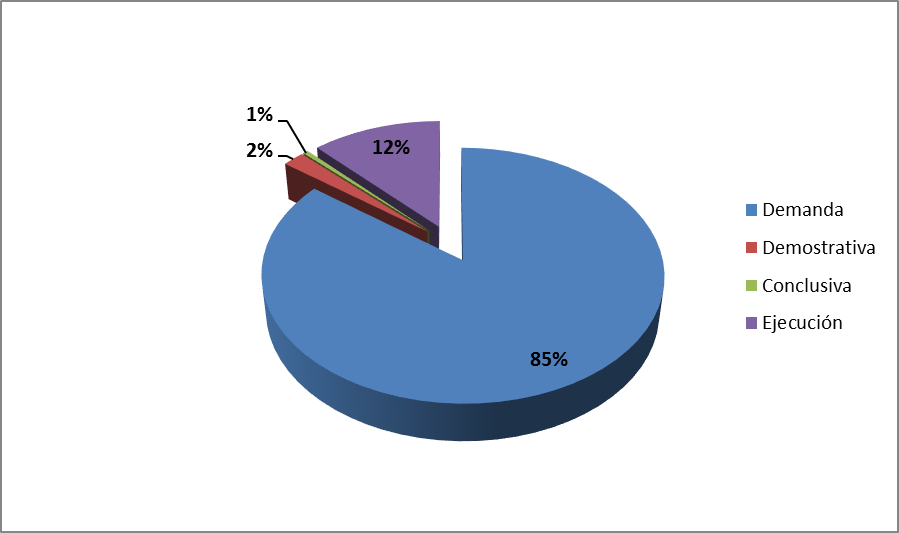 1%
2%
12%
85%
Demanda
Demostrativa
Conclusiva
Ejecución